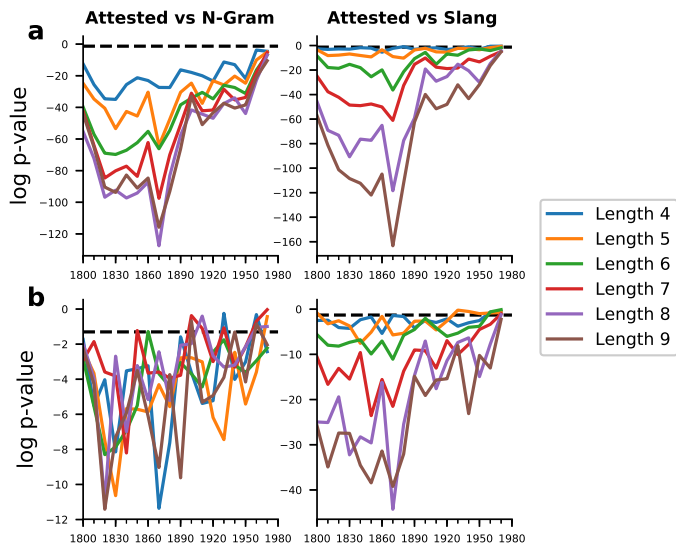 Attested vs N-Gram Attested vs Slang
a
log p-value
0 0
−20 −20
−40 −40
−60 −60
−80 −80
−100 −100
−120 −120
−140
−160
1800 1830 1860 1890 1920 1950 1980 1800 1830 1860 1890 1920 1950 1980
Length 4
Length 5
Length 6
Length 7
Length 8
Length 9
b
log p-value
0 0
−2
−4 −10
−6 −20
−8 −30
−10 −40
−12
1800 1830 1860 1890 1920 1950 1980 1800 1830 1860 1890 1920 1950 1980